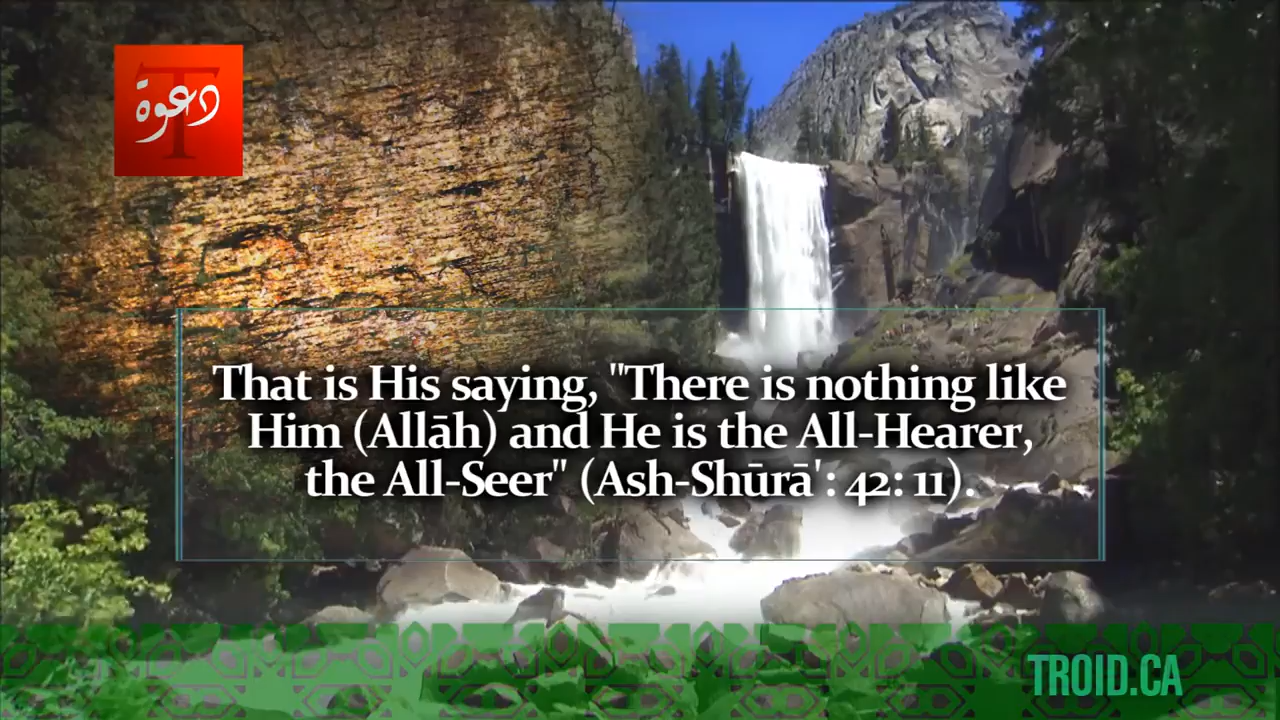 T
دعوة
That is His saying, "There is nothing like
Him (Allāh) and He is the All-Hearer,
the All-Seer" (Ash-Shūrā': 42: 11).
TROID.CA